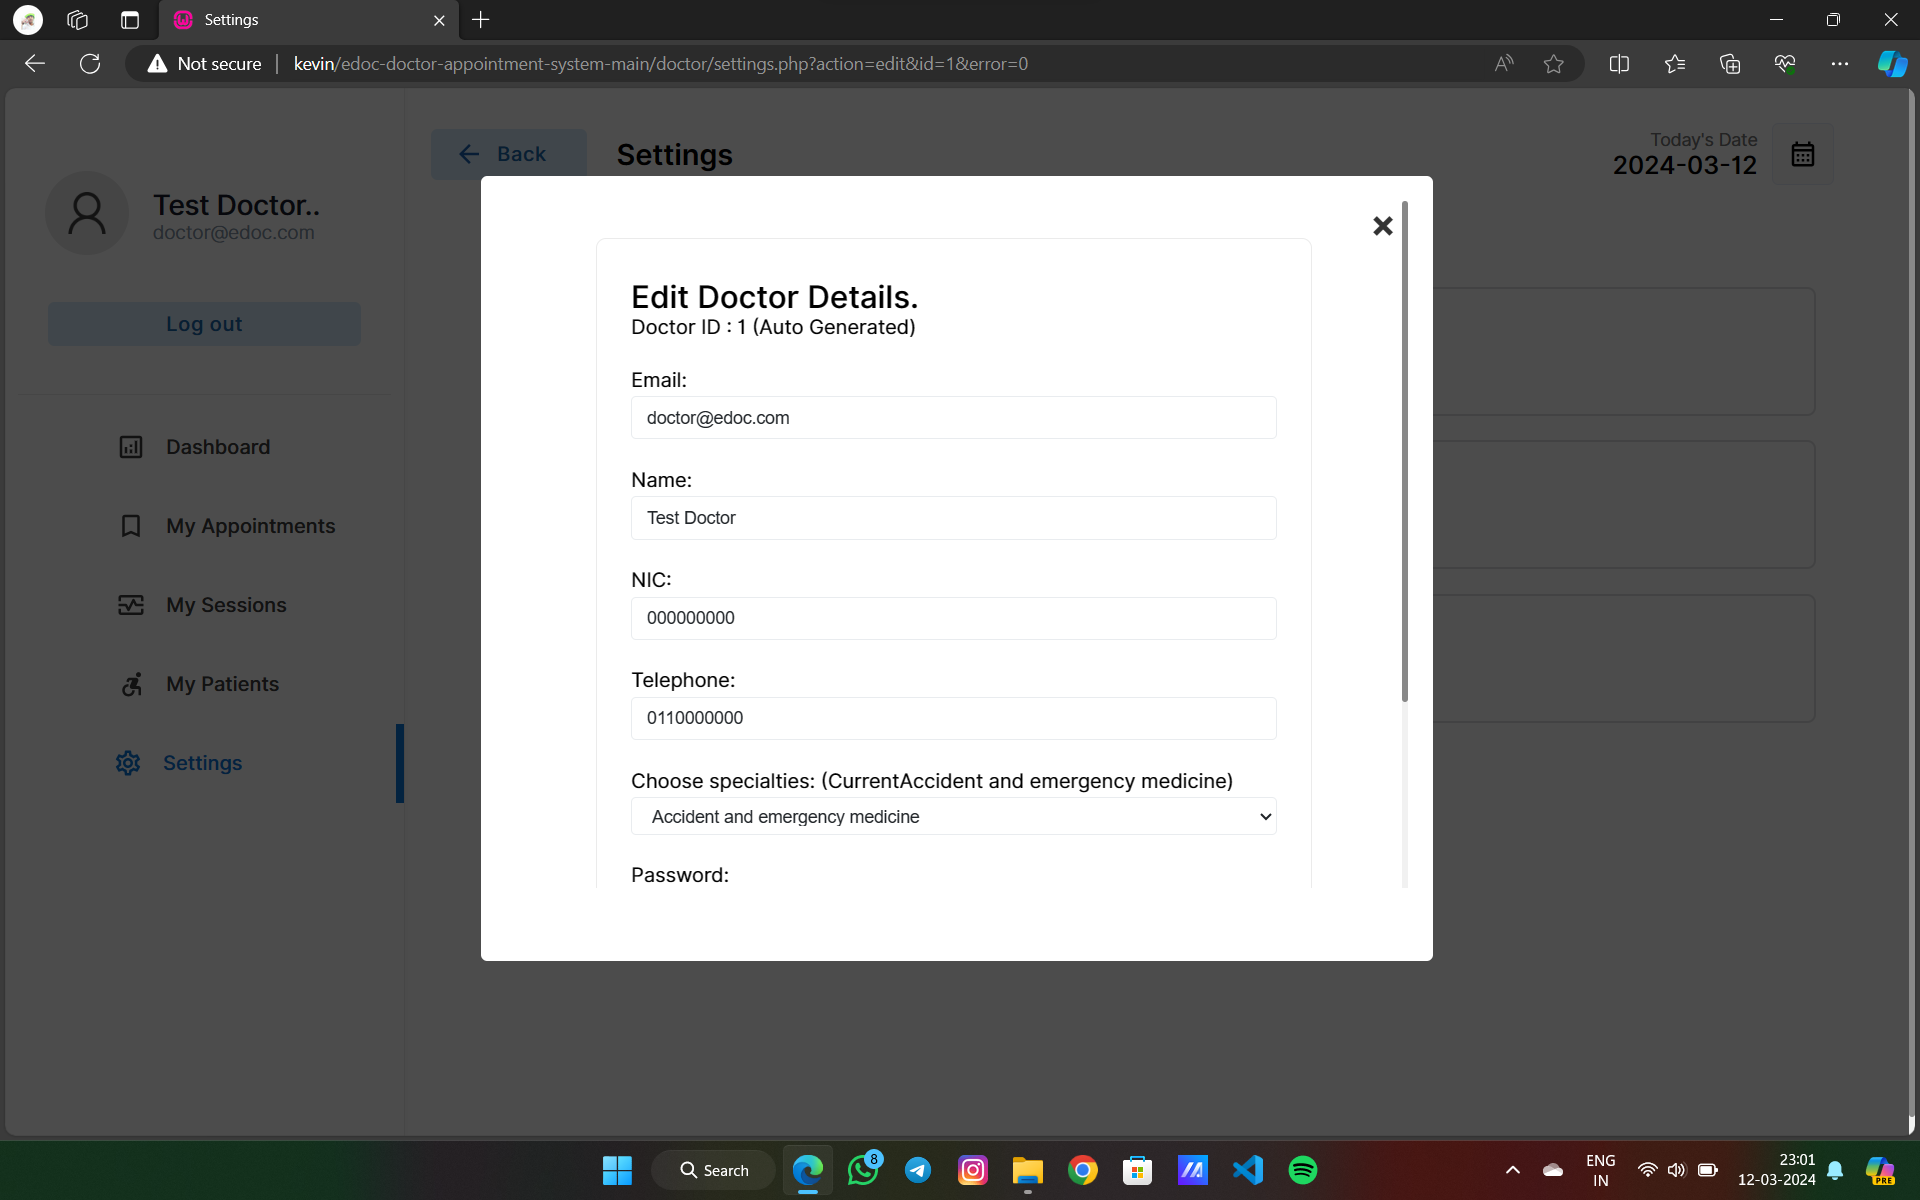 Settings
Not secure
kevin/edoc-doctor-appointment-system-main/doctor/settings.php?action=edit&id=1&error=0
Test Doctor..
doctor@edoc.com
Log out
Dashboard
My Appointments
My Sessions
My Patients
Settings
Back
Settings
Today's Date
2024-03-12
Edit Doctor Details.
Doctor ID : 1 (Auto Generated)
Email:
doctor@edoc.com
Name:
Test Doctor
NIC:
000000000
Telephone:
0110000000
Choose specialties: (CurrentAccident and emergency medicine)
Accident and emergency medicine
Password:
Search
8
ENG
IN
23:01
12-03-2024
PRE